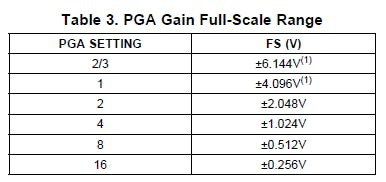 Table 3. PGA Gain Full-Scale Range
PGA SETTING FS (V)
2/3 ±6.144V(1)
1 ±4.096V(1)
2 ±2.048V
4 ±1.024V
8 ±0.512V
16 ±0.256V